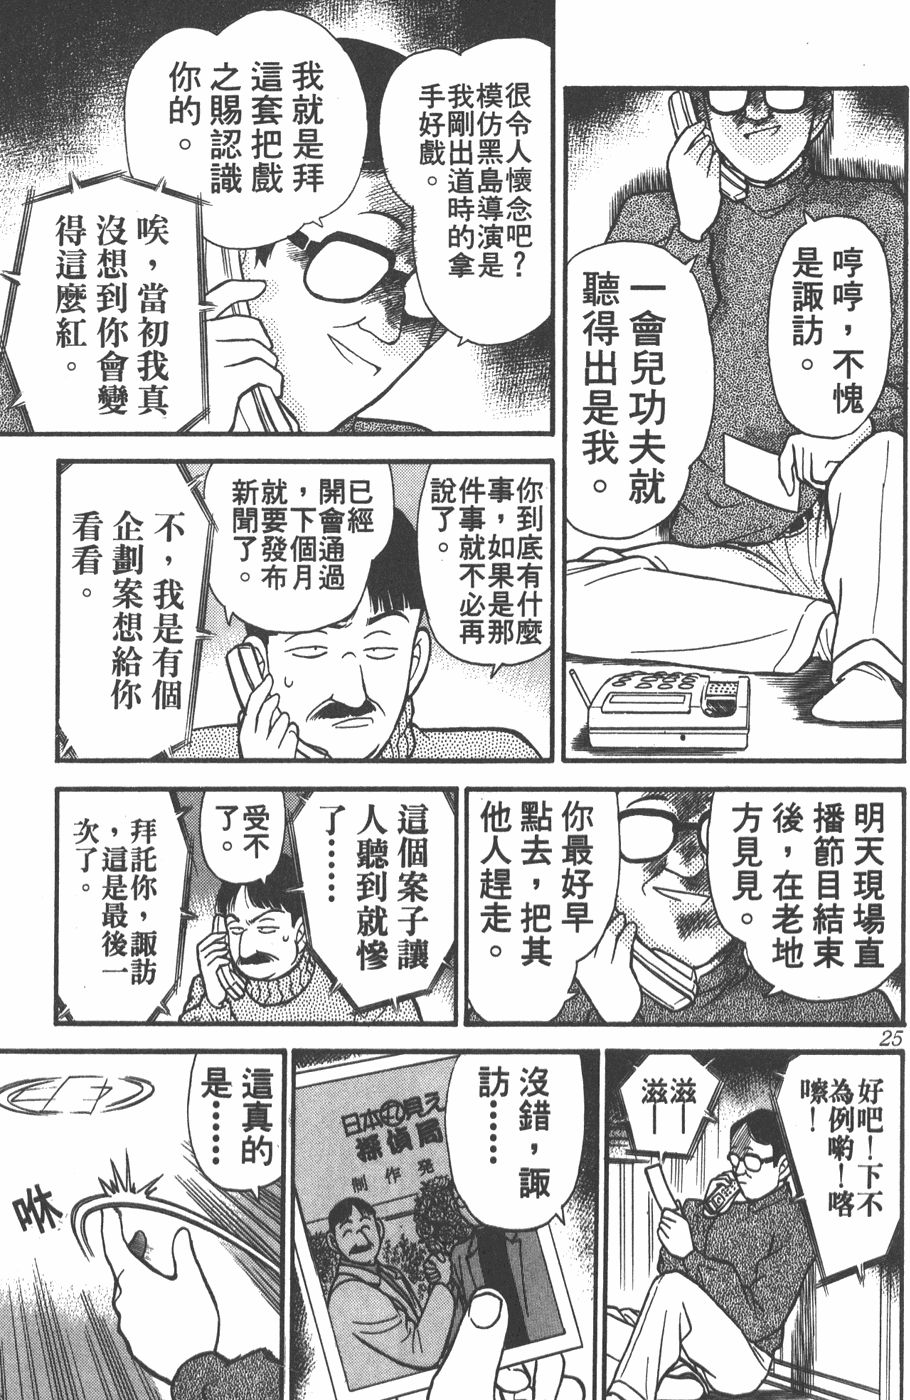 哼哼，不愧
是諏訪。
一會兒功夫就
聽得出是我。
很令人懷念吧？
模仿黑島導演是
我剛出道時的拿
手好戲。
我就是拜
這套把戲
之賜認識
你的。
唉，當初我真
沒想到你會變
得這麼紅。
你到底有什麼
事，如果是那
件事就不必再
說了。
已經
開會通過
，下個月
就要發布
新聞了。
不，我是有個
企劃案想給你
看看。
明天現場直
播節目結束
後，在老地
方見見。
你最好早
點去，把其
他人趕走。
這個案子讓
人聽到就慘
了……
受不
了。
拜託你，諏訪
，這是最後一
次了。
25
好吧！下不
為例喲！喀
嚓！
滋滋
——
沒錯，諏
訪……
日本まる見え
探偵局
制作発
這真的
是……
咻